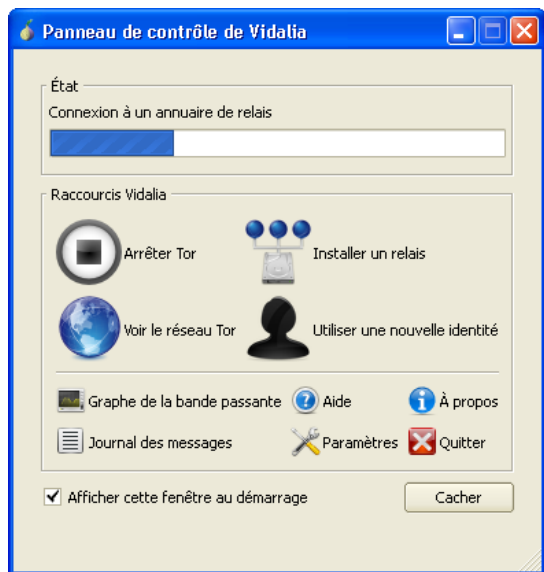 Panneau de contrôle de Vidalia
État
Connexion à un annuaire de relais
Raccourcis Vidalia
Arrêter Tor
Installer un relais
Voir le réseau Tor
Utiliser une nouvelle identité
Graphe de la bande passante
Aide
À propos
Journal des messages
Paramètres
Quitter
Afficher cette fenêtre au démarrage
Cacher